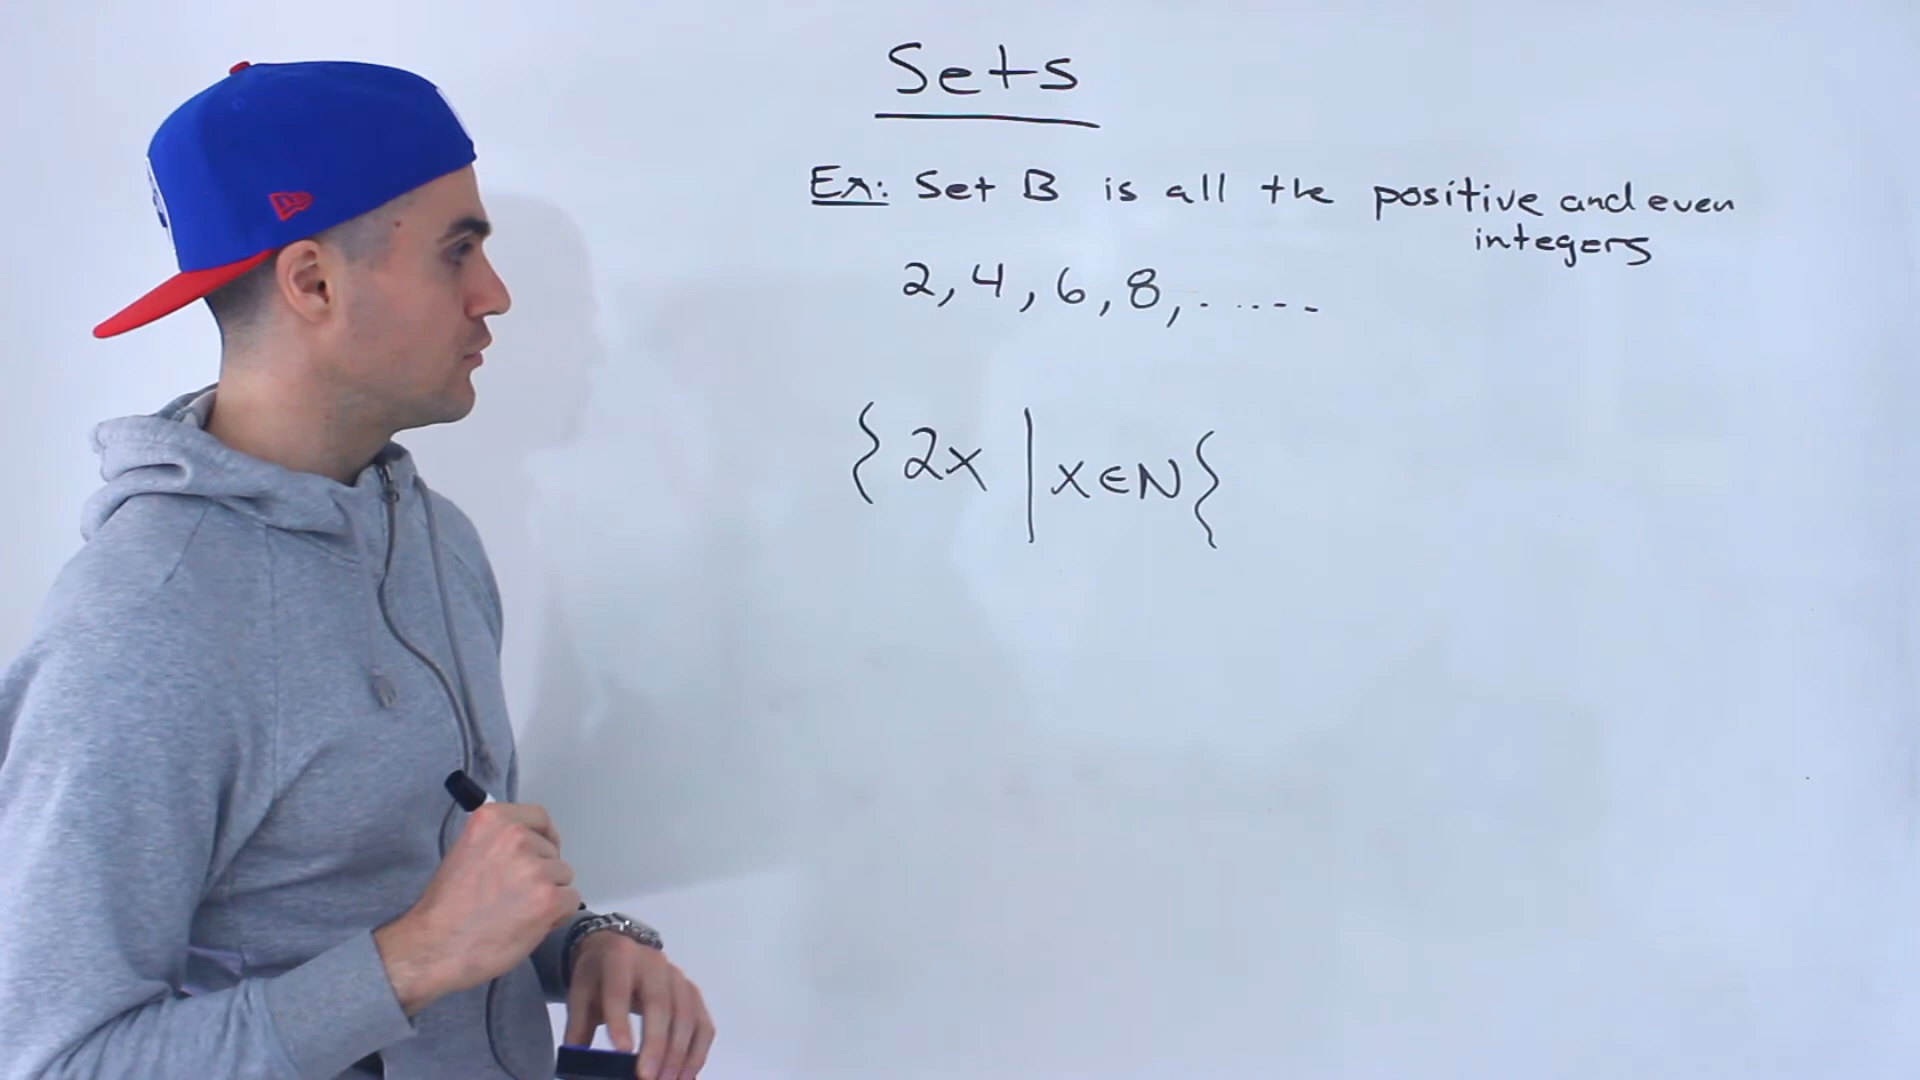 Sets
Ex: Set B is all the positive and even
integers
2, 4, 6, 8, ......
{ 2x | x ∈ N }